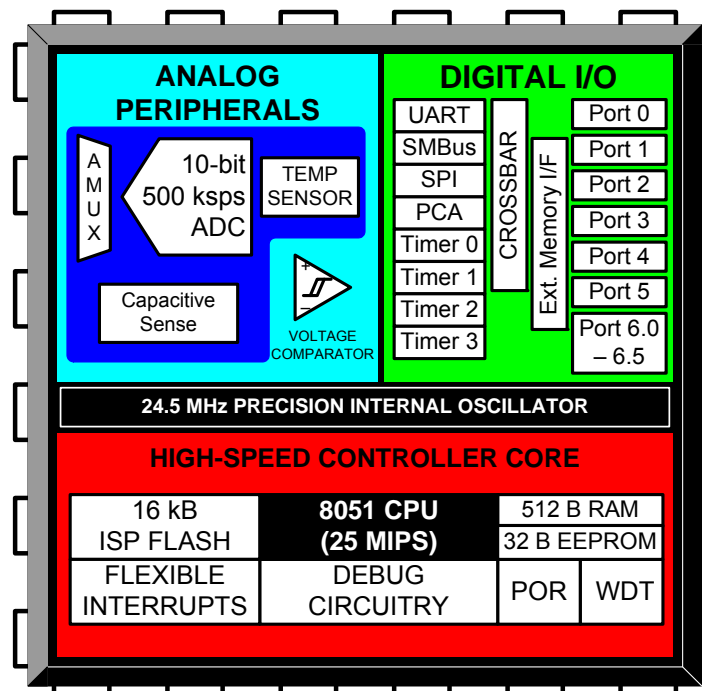 ANALOG
PERIPHERALS
A
M
U
X
10-bit
500 ksps
ADC
TEMP
SENSOR
Capacitive
Sense
+
–
VOLTAGE
COMPARATOR
DIGITAL I/O
UART
SMBus
SPI
PCA
Timer 0
Timer 1
Timer 2
Timer 3
CROSSBAR
Ext. Memory I/F
Port 0
Port 1
Port 2
Port 3
Port 4
Port 5
Port 6.0
– 6.5
24.5 MHz PRECISION INTERNAL OSCILLATOR
HIGH-SPEED CONTROLLER CORE
16 kB
ISP FLASH
8051 CPU
(25 MIPS)
512 B RAM
32 B EEPROM
FLEXIBLE
INTERRUPTS
DEBUG
CIRCUITRY
POR
WDT